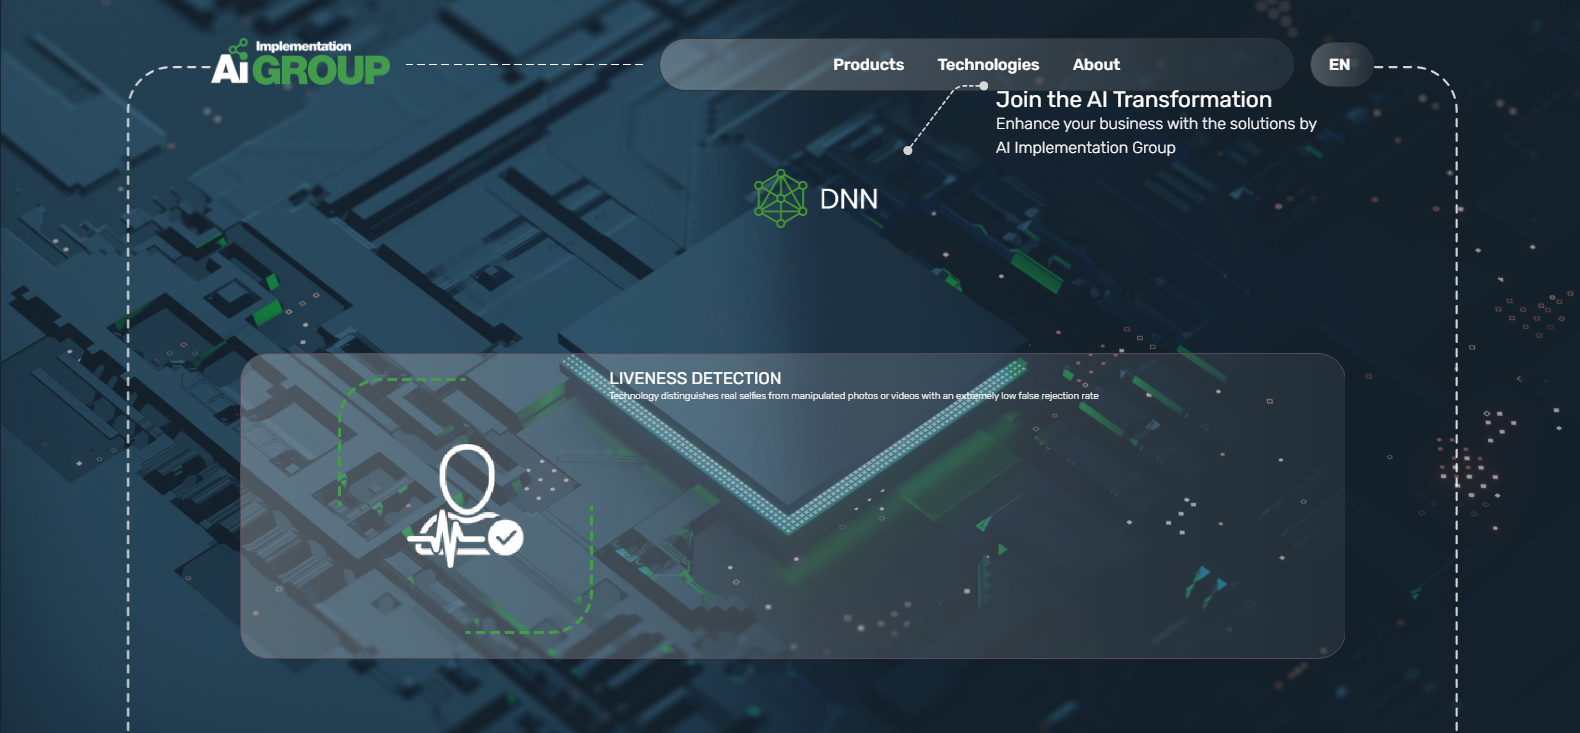 Implementation
Ai GROUP
Products
Technologies
About
EN
Join the AI Transformation
Enhance your business with the solutions by
AI Implementation Group
DNN
LIVENESS DETECTION
Technology distinguishes real selfies from manipulated photos or videos with an extremely low false rejection rate